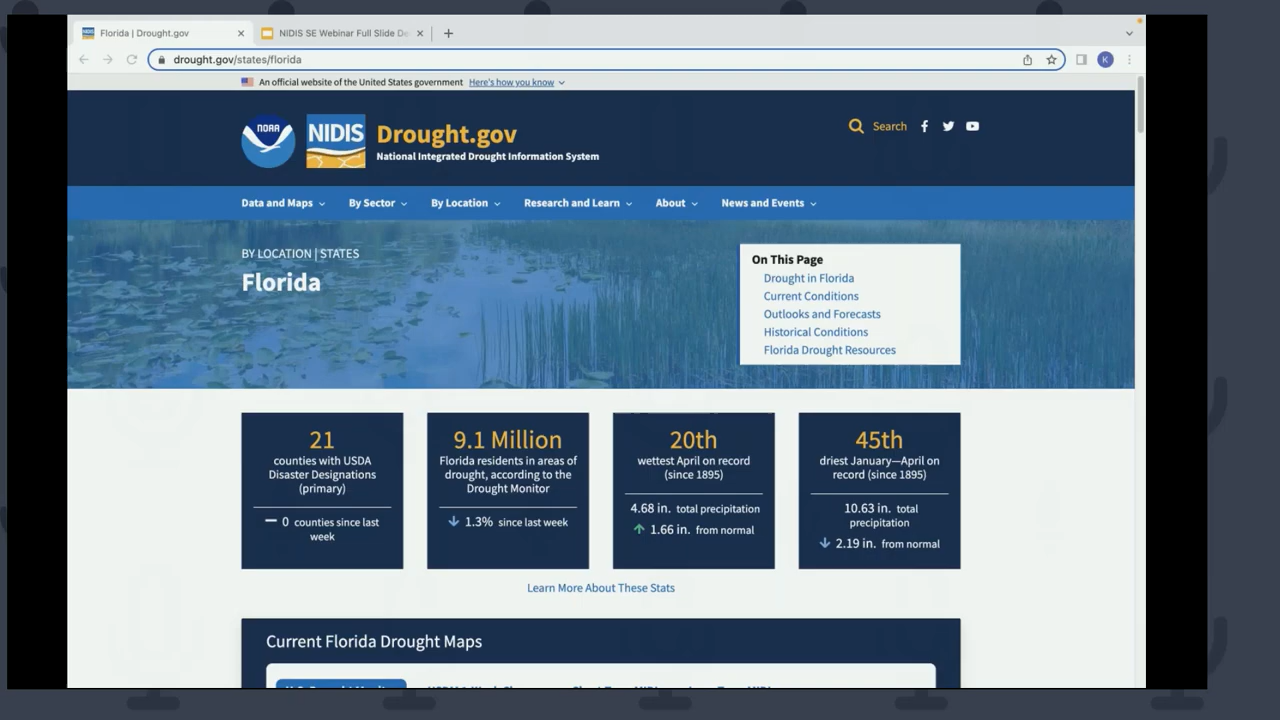 Florida | Drought.gov
NIDIS SE Webinar Full Slide De
drought.gov/states/florida
K
An official website of the United States government Here's how you know
NOAA
NIDIS
Drought.gov
National Integrated Drought Information System
Search
Data and Maps
By Sector
By Location
Research and Learn
About
News and Events
BY LOCATION | STATES
Florida
On This Page
Drought in Florida
Current Conditions
Outlooks and Forecasts
Historical Conditions
Florida Drought Resources
21
counties with USDA
Disaster Designations
(primary)
0 counties since last
week
9.1 Million
Florida residents in areas of
drought, according to the
Drought Monitor
1.3% since last week
20th
wettest April on record
(since 1895)
4.68 in. total precipitation
1.66 in. from normal
45th
driest January—April on
record (since 1895)
10.63 in. total
precipitation
2.19 in. from normal
Learn More About These Stats
Current Florida Drought Maps